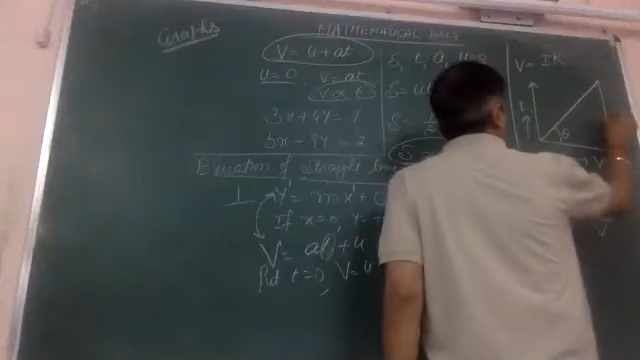 MATHEMATICAL TOOLS
Graphs
V = u + at
u = 0, V = at
V ∝ t
3x + 4y = 7
5x - 7y = 2
Equation of straight line
1 Y = mx + C
If x = 0, Y =
V = at + u
Put t = 0, V = u
S, t, a, u = 0
S = u
S =
S
V = IR
I
θ
V
V